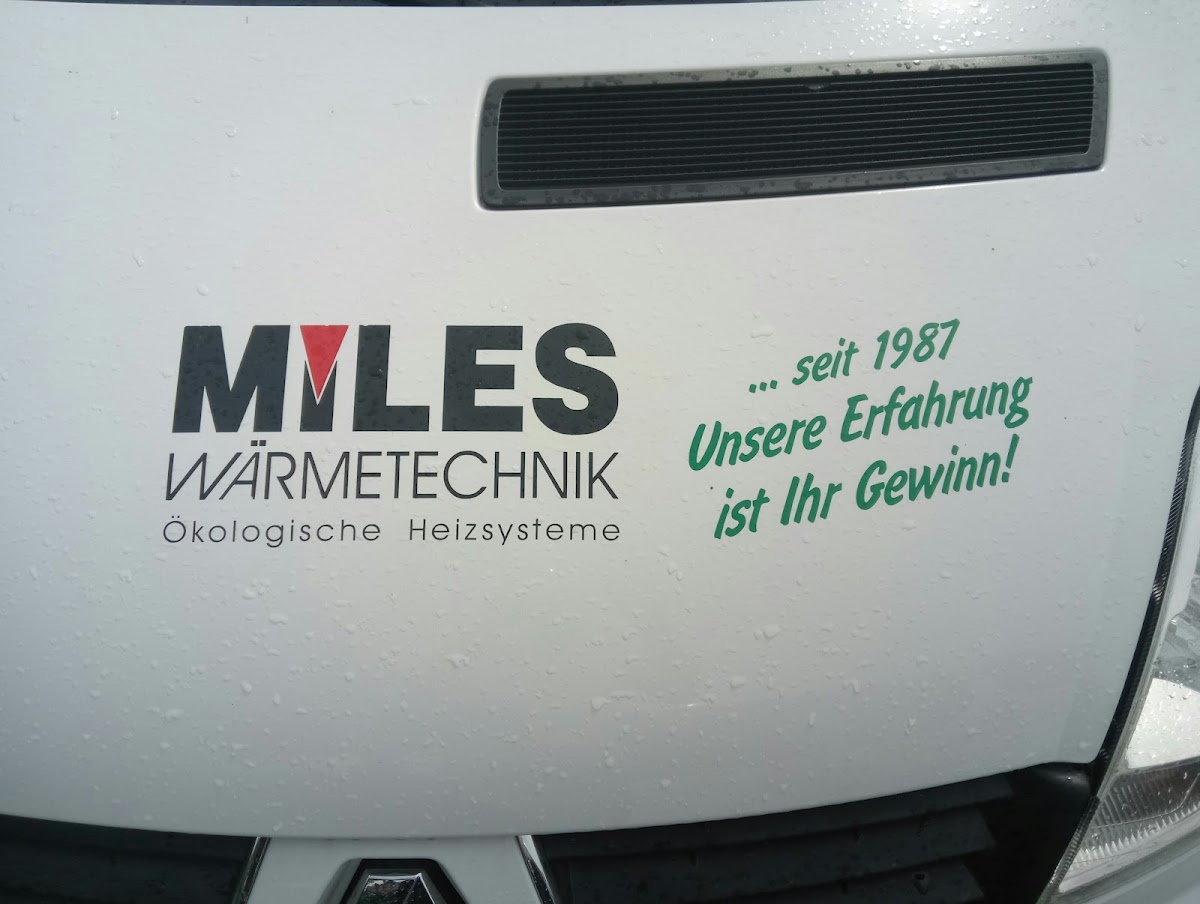 MILES
WÄRMETECHNIK
Ökologische Heizsysteme
... seit 1987
Unsere Erfahrung
ist Ihr Gewinn!